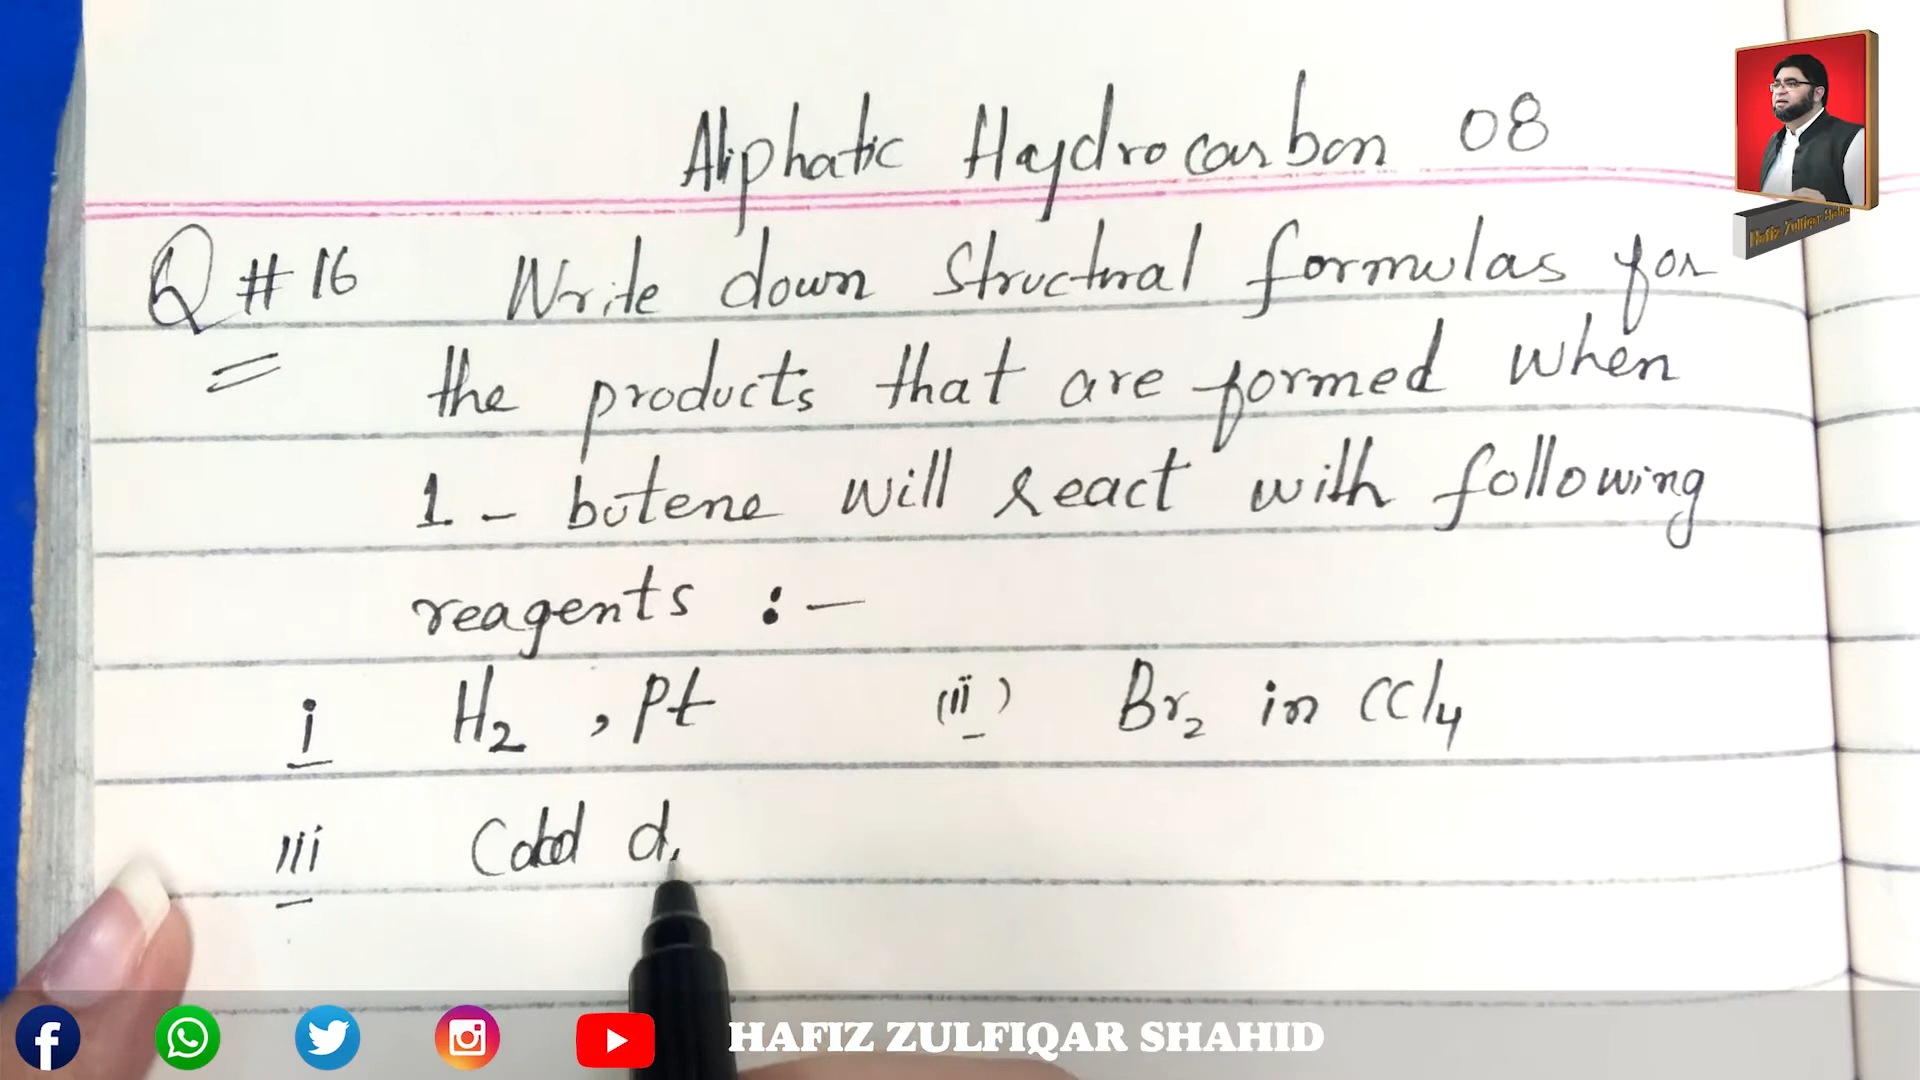 Aliphatic Hydrocarbon 08
Q # 16 Write down Structural formulas for
the products that are formed when
1 - butene will react with following
reagents :-
i H₂ , Pt (ii) Br₂ in CCl₄
iii Cold d
HAFIZ ZULFIQAR SHAHID